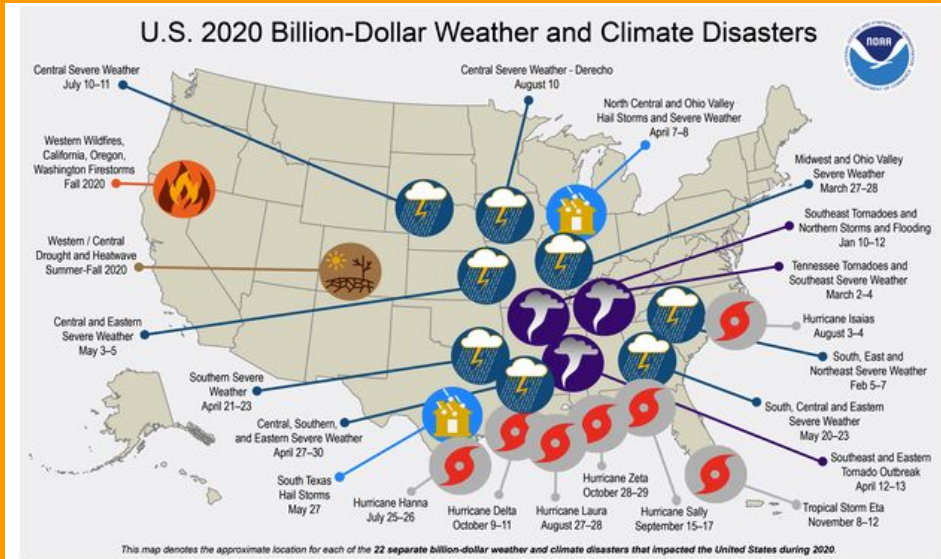 U.S. 2020 Billion-Dollar Weather and Climate Disasters
NOAA
Central Severe Weather
July 10–11
Central Severe Weather - Derecho
August 10
North Central and Ohio Valley
Hail Storms and Severe Weather
April 7–8
Western Wildfires,
California, Oregon,
Washington Firestorms
Fall 2020
Midwest and Ohio Valley
Severe Weather
March 27–28
Southeast Tornadoes and
Northern Storms and Flooding
Jan 10–12
Western / Central
Drought and Heatwave
Summer-Fall 2020
Tennessee Tornadoes and
Southeast Severe Weather
March 2–4
Central and Eastern
Severe Weather
May 3–5
Hurricane Isaias
August 3–4
South, East and
Northeast Severe Weather
Feb 5–7
Southern Severe
Weather
April 21–23
South, Central and Eastern
Severe Weather
May 20–23
Central, Southern,
and Eastern Severe Weather
April 27–30
Southeast and Eastern
Tornado Outbreak
April 12–13
South Texas
Hail Storms
May 27
Hurricane Hanna
July 25–26
Hurricane Delta
October 9–11
Hurricane Laura
August 27–28
Hurricane Zeta
October 28–29
Hurricane Sally
September 15–17
Tropical Storm Eta
November 8–12
This map denotes the approximate location for each of the 22 separate billion-dollar weather and climate disasters that impacted the United States during 2020.